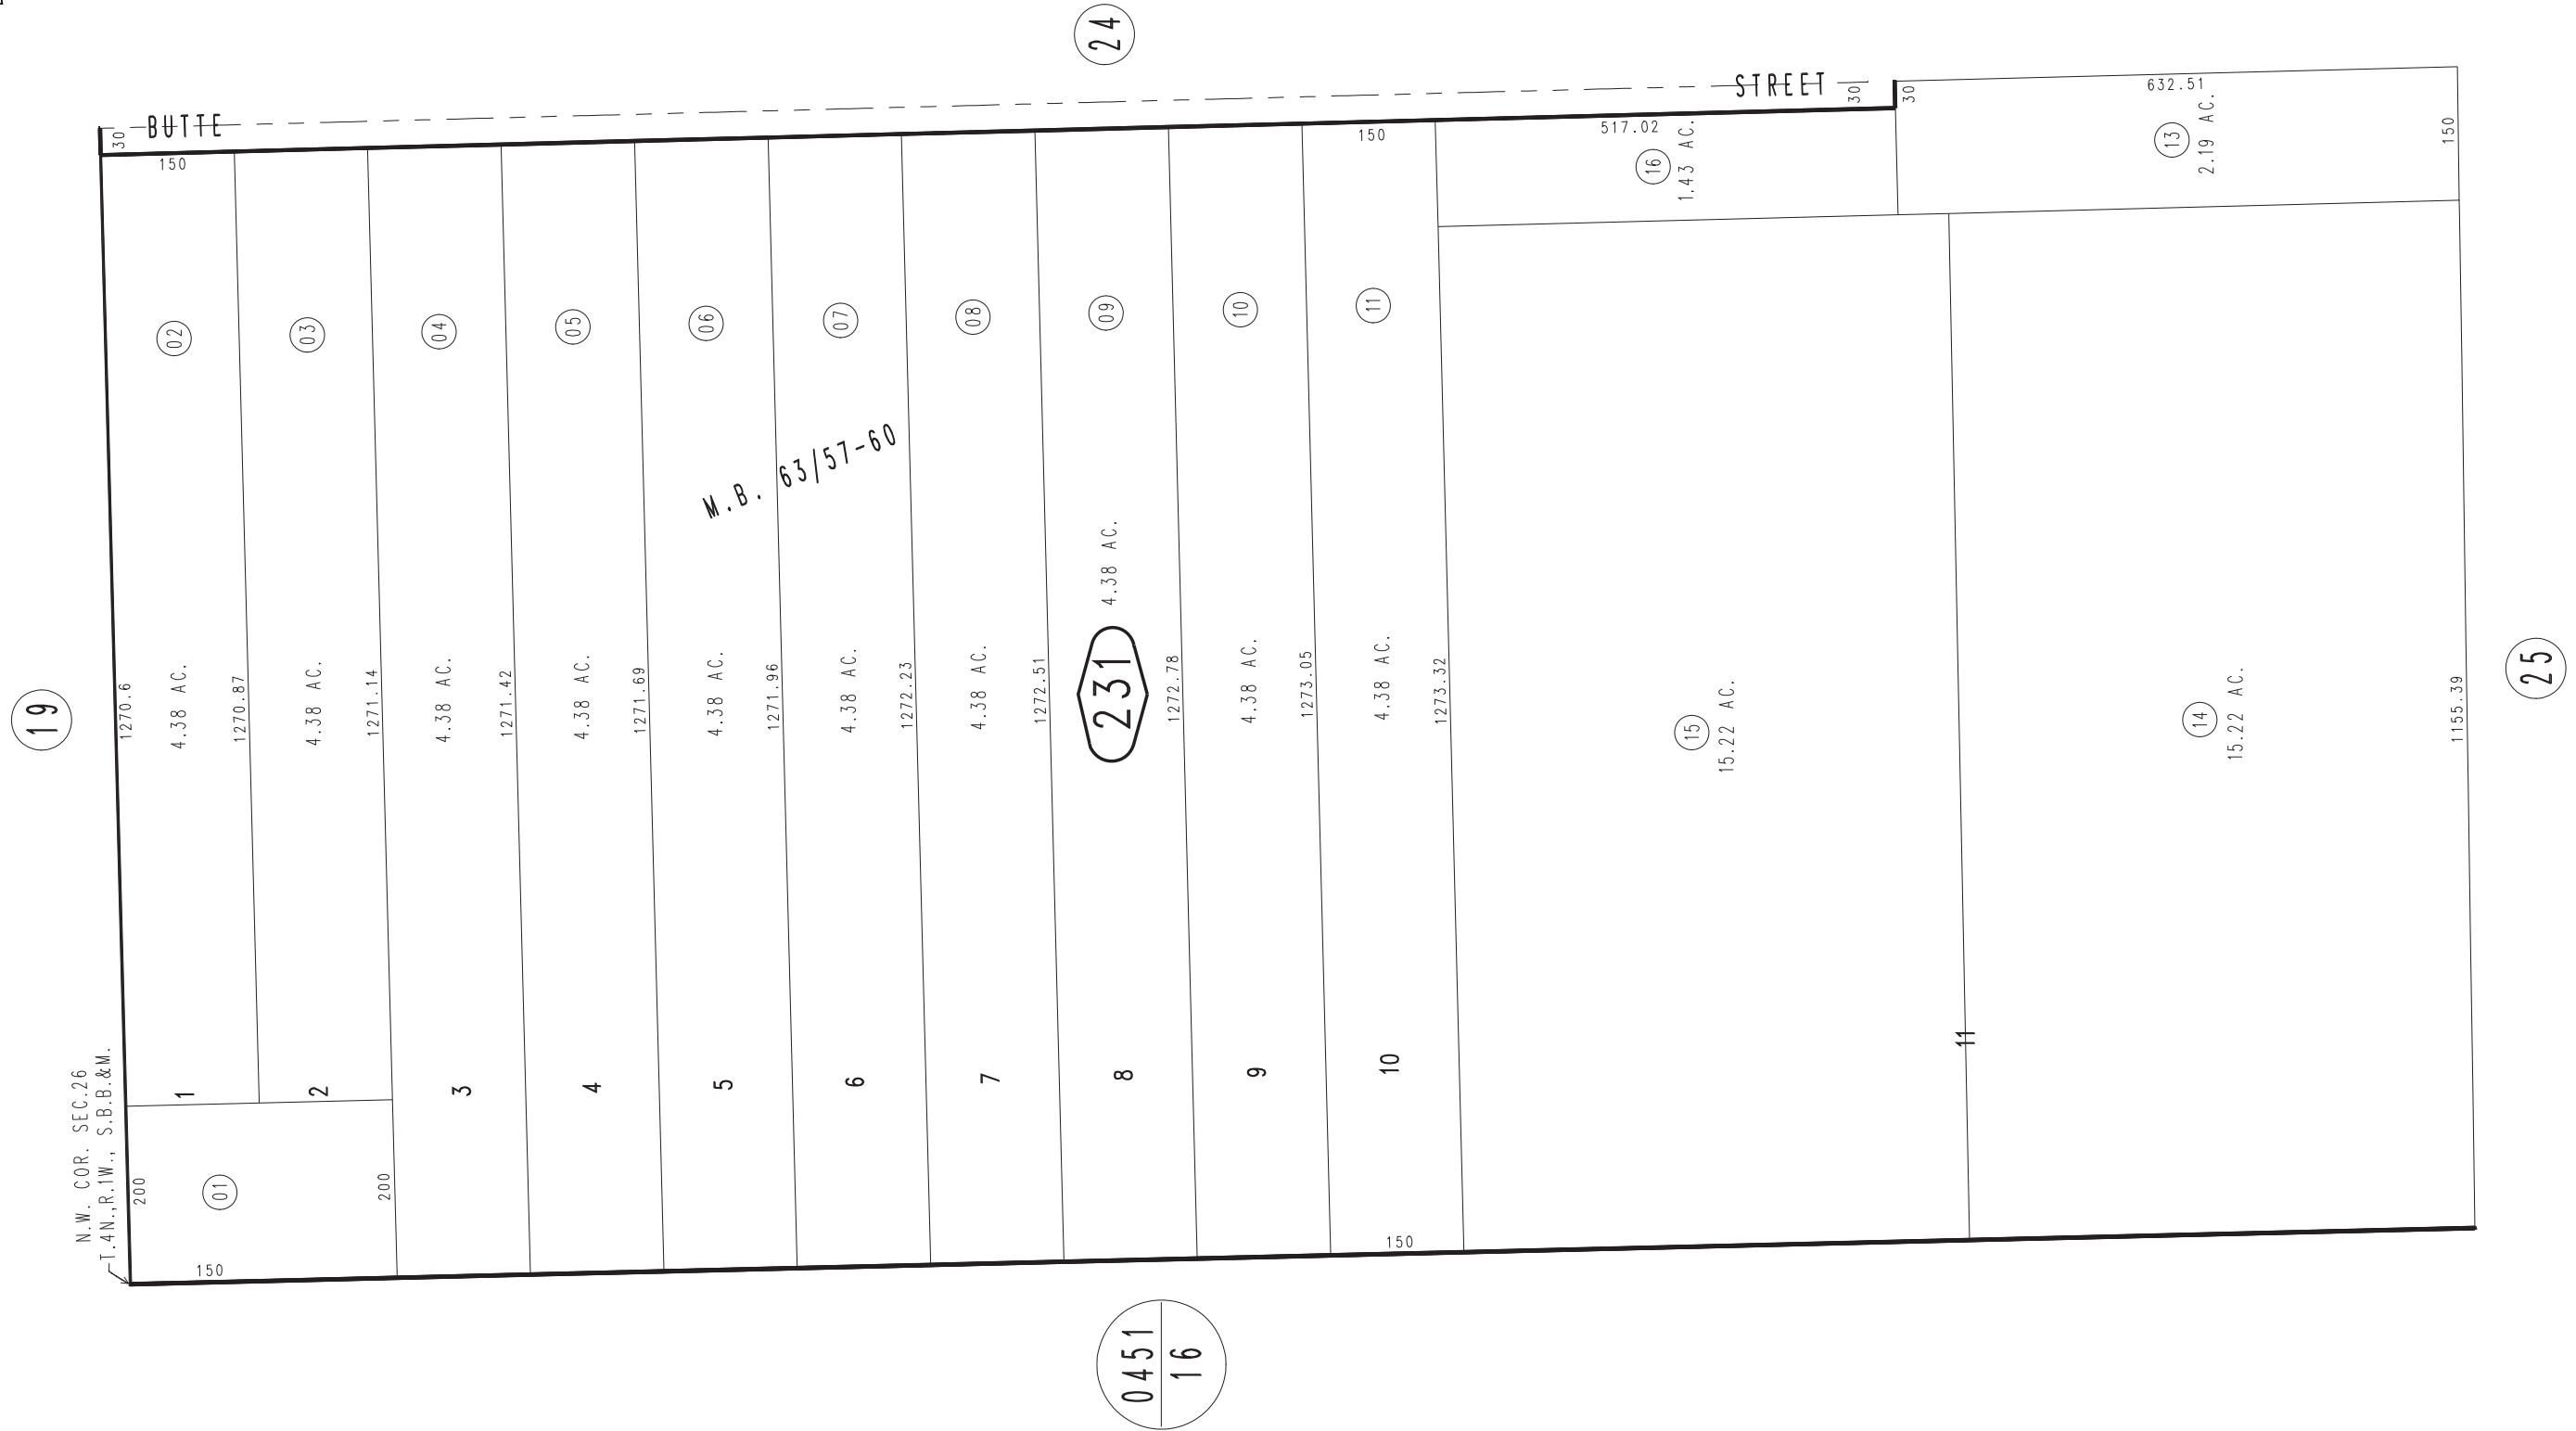 24
BUTTE
STREET
30
30
30
632.51
150
150
517.02
150
16
1.43 AC.
13
2.19 AC.
02
03
04
05
06
07
08
09
10
11
M.B. 63/57-60
19
1270.6
4.38 AC.
1270.87
4.38 AC.
1271.14
4.38 AC.
1271.42
4.38 AC.
1271.69
4.38 AC.
1271.96
4.38 AC.
1272.23
4.38 AC.
1272.51
231
4.38 AC.
1272.78
4.38 AC.
1273.05
4.38 AC.
1273.32
15
15.22 AC.
14
15.22 AC.
1155.39
25
1
2
3
4
5
6
7
8
9
10
11
N.W. COR. SEC.26
T.4N.,R.1W., S.B.B.&M.
200
01
200
150
150
0451
16